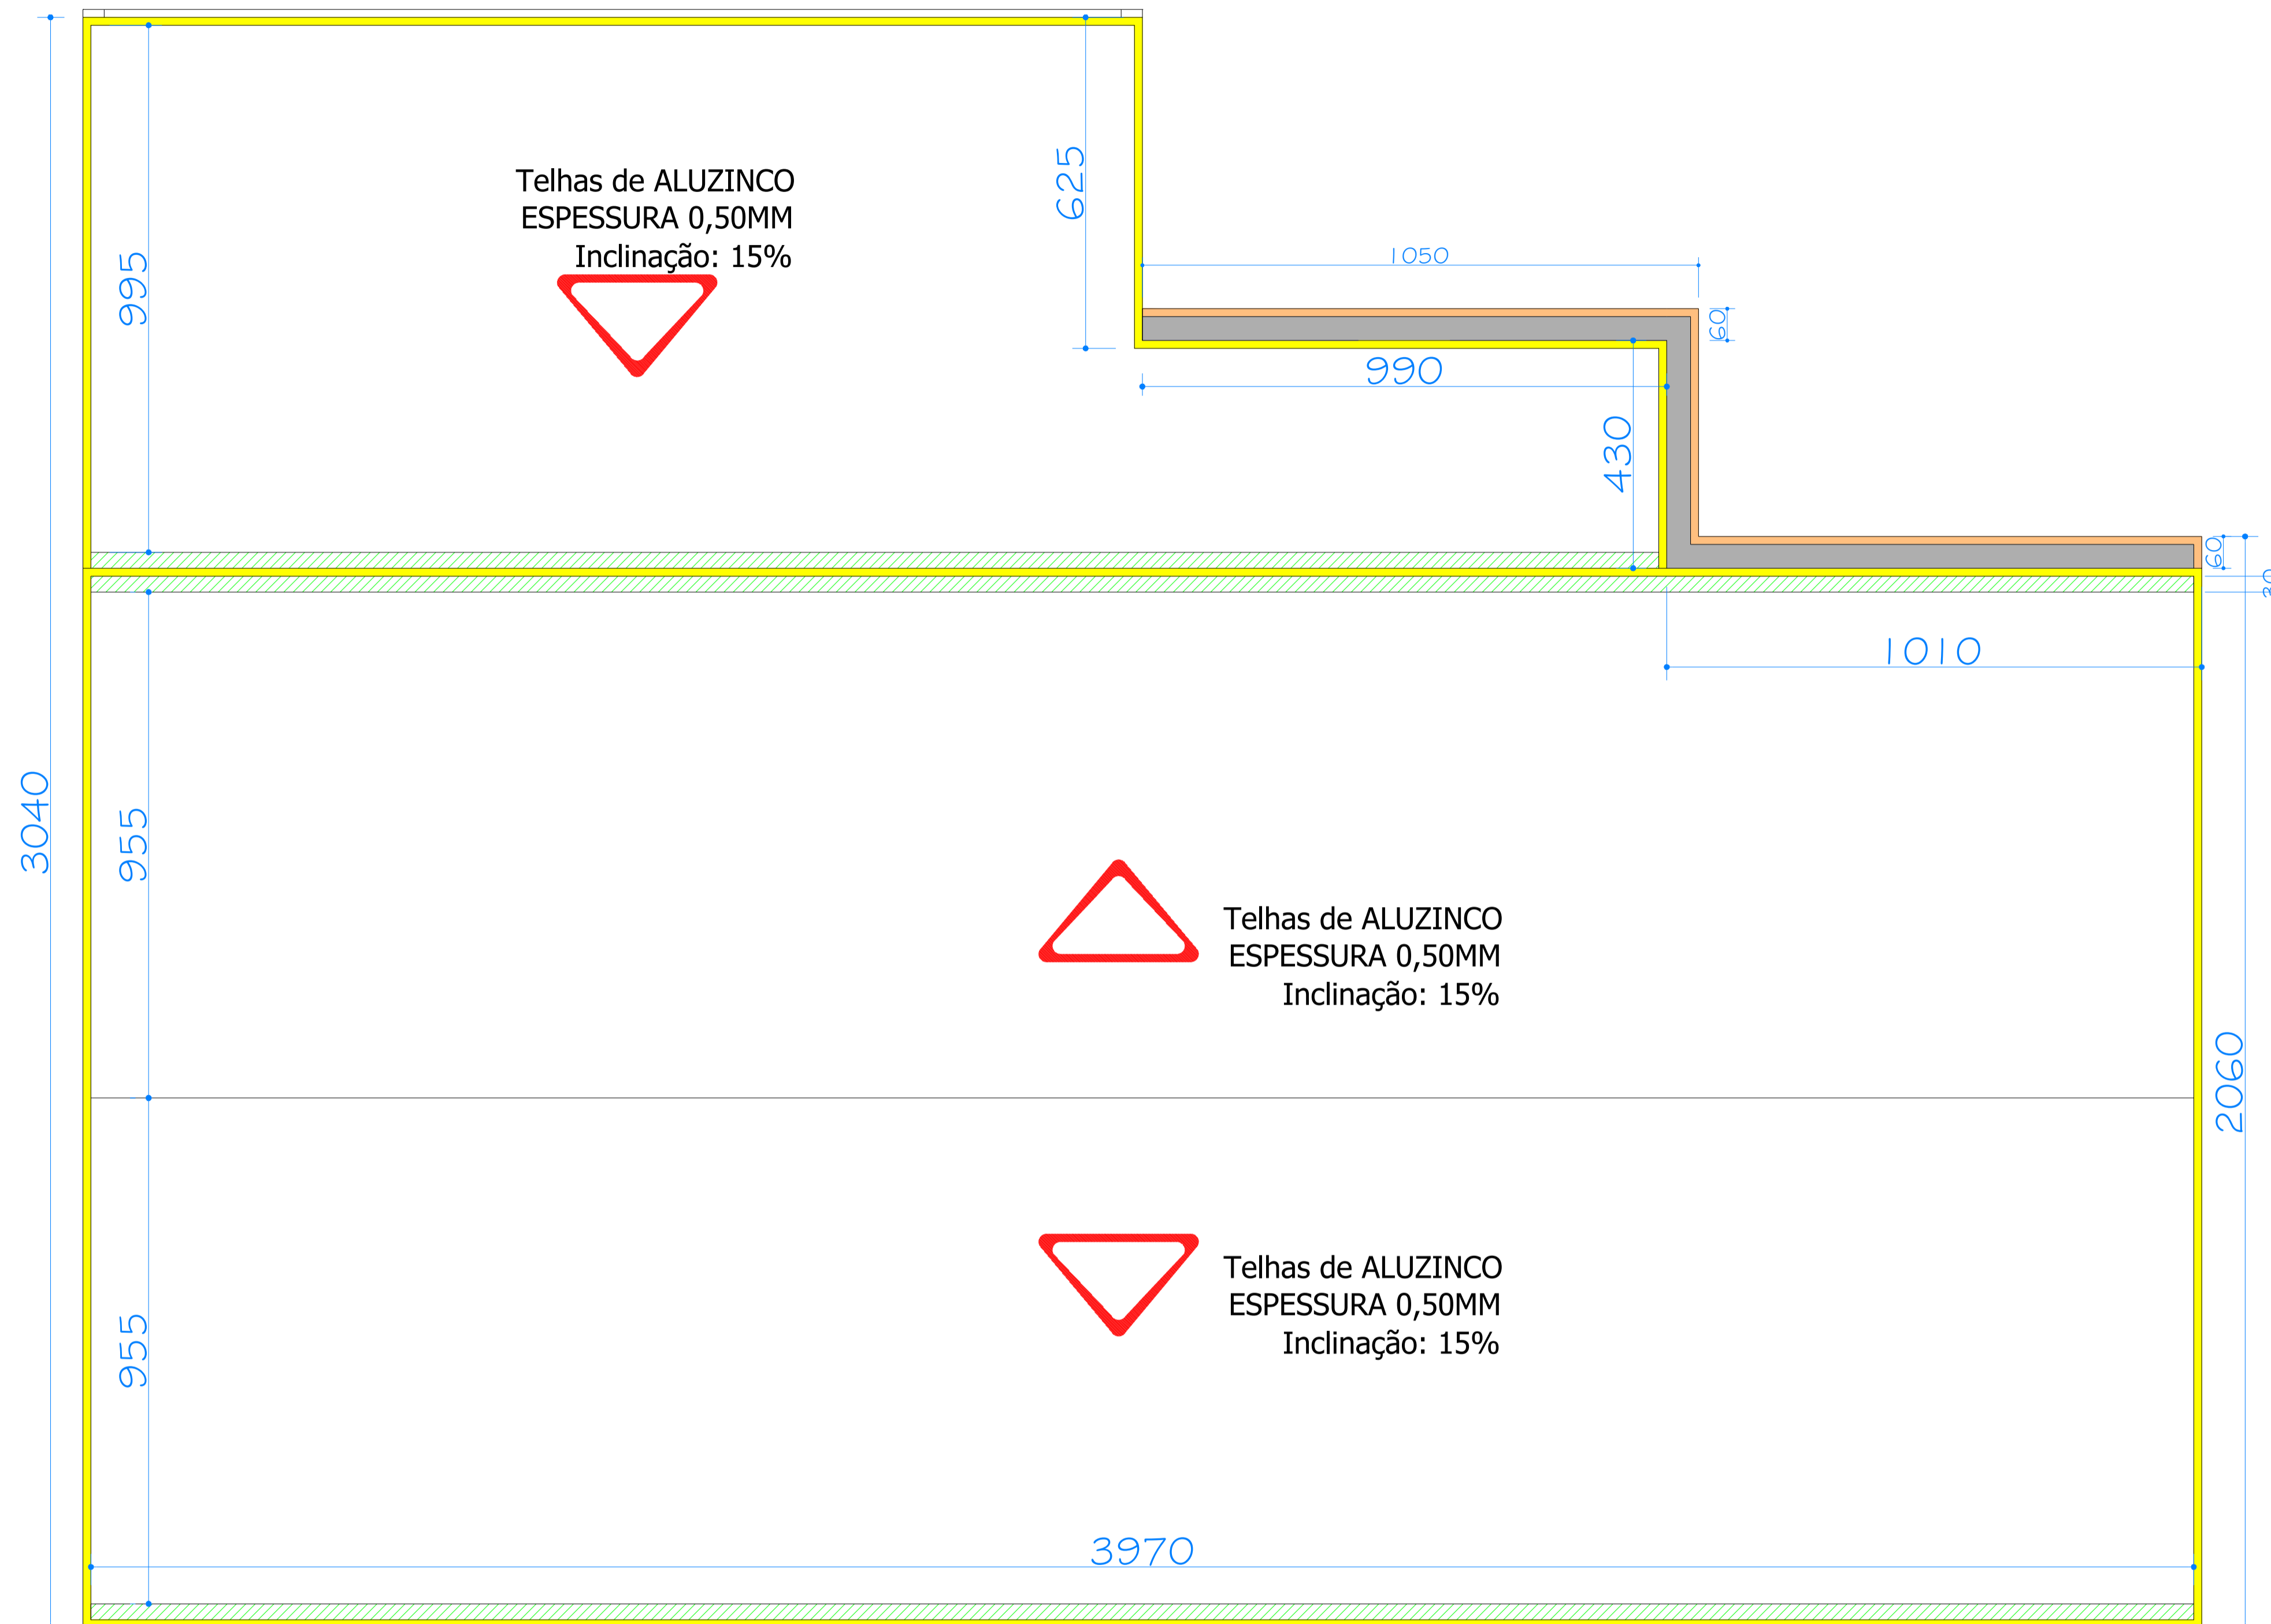 Telhas de ALUZINCO
ESPESSURA 0,50MM
Inclinação: 15%
625
995
1050
60
990
430
60
1010
3040
955
Telhas de ALUZINCO
ESPESSURA 0,50MM
Inclinação: 15%
2060
Telhas de ALUZINCO
ESPESSURA 0,50MM
Inclinação: 15%
955
3970